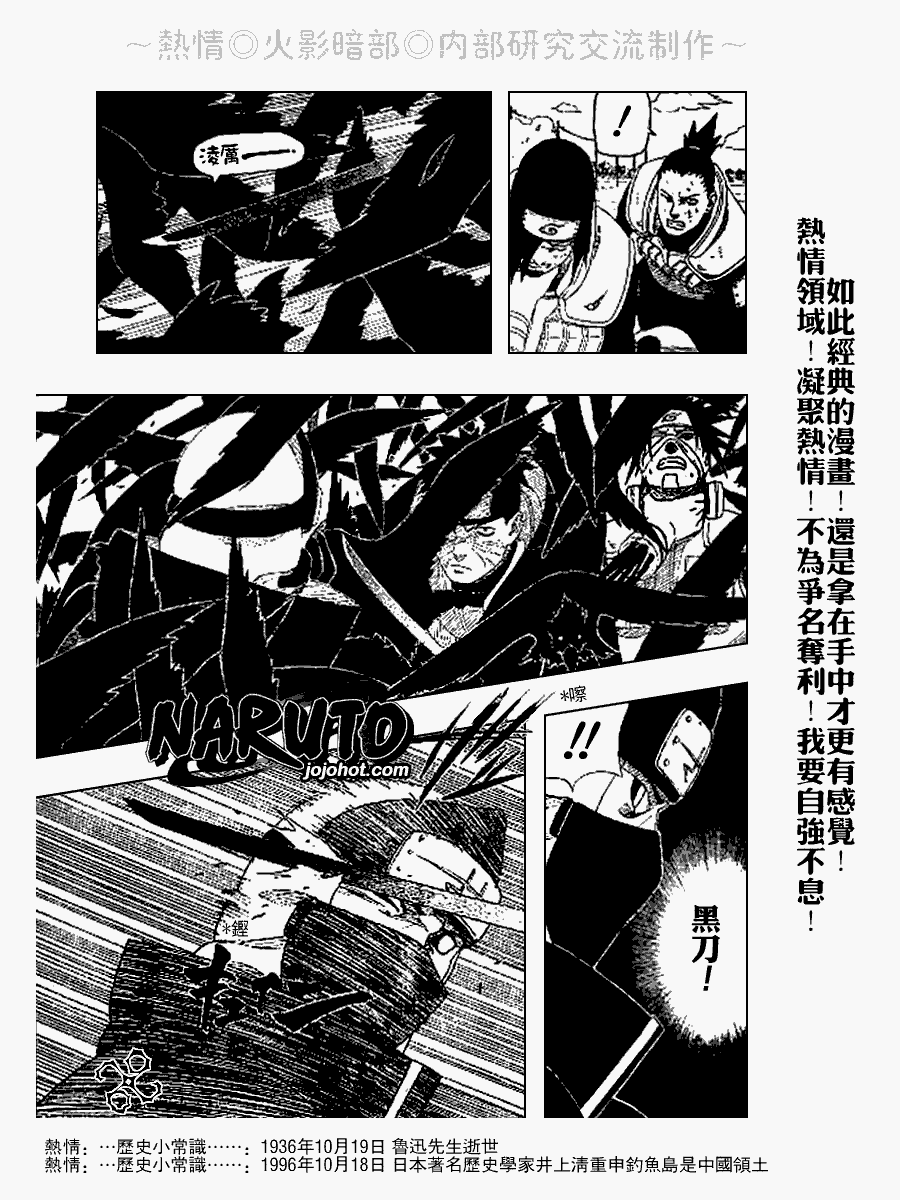 ～熱情◎火影暗部◎內部研究交流制作～
！
淩厲——
如此經典的漫畫！還是拿在手中才更有感覺！
熱情領域！凝聚熱情！不為爭名奪利！我要自強不息！
*嚓
!!
NARUTO
jojohot.com
黑刀！
*鏗
キィン
熱情：…歷史小常識……：1936年10月19日 魯迅先生逝世
熱情：…歷史小常識……：1996年10月18日 日本著名歷史學家井上清重申釣魚島是中國領土